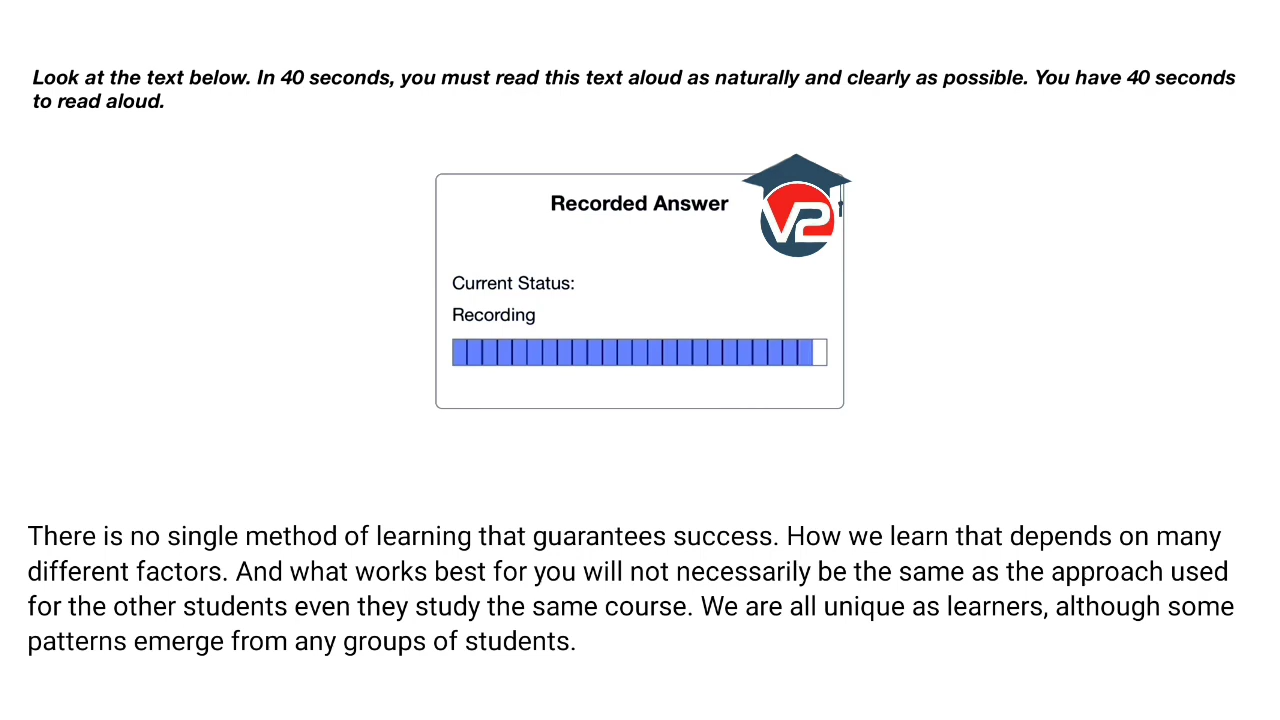 Look at the text below. In 40 seconds, you must read this text aloud as naturally and clearly as possible. You have 40 seconds
to read aloud.
Recorded Answer
V2
Current Status:
Recording
There is no single method of learning that guarantees success. How we learn that depends on many
different factors. And what works best for you will not necessarily be the same as the approach used
for the other students even they study the same course. We are all unique as learners, although some
patterns emerge from any groups of students.